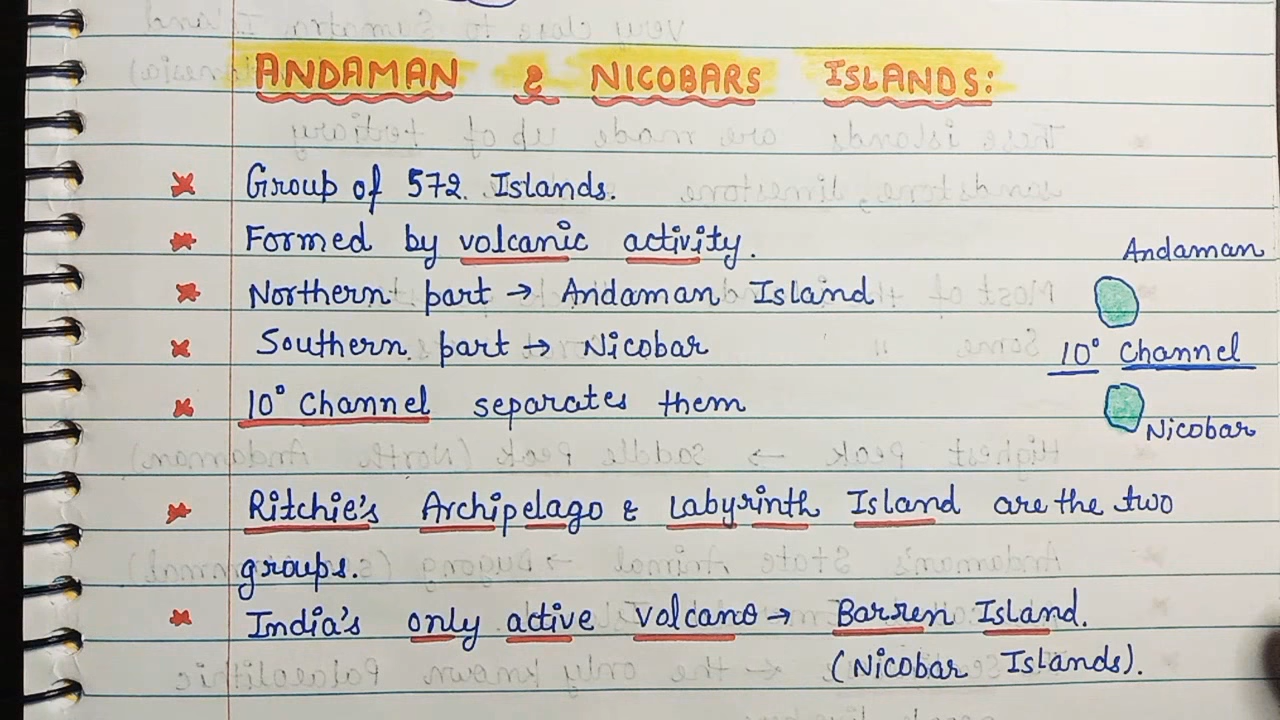 ANDAMAN & NICOBARS ISLANDS:
* Group of 572. Islands.
* Formed by volcanic activity.
* Northern part → Andaman Island
* Southern part → Nicobar
* 10° Channel separates them
Andaman
10° Channel
Nicobar
* Ritchie's Archipelago & Labyrinth Island are the two
groups.
* India's only active volcano → Barren Island.
(Nicobar Islands).